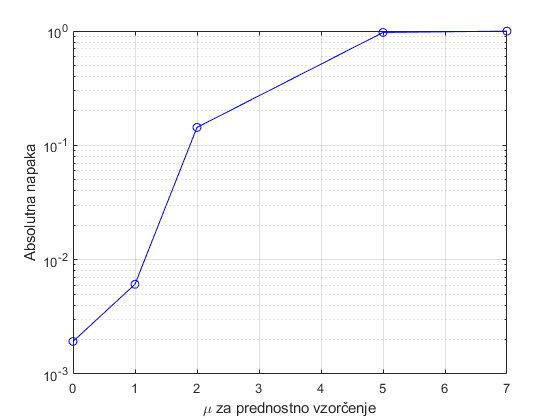 10^0
10^-1
10^-2
10^-3
Absolutna napaka
0 1 2 3 4 5 6 7
μ za prednostno vzorčenje